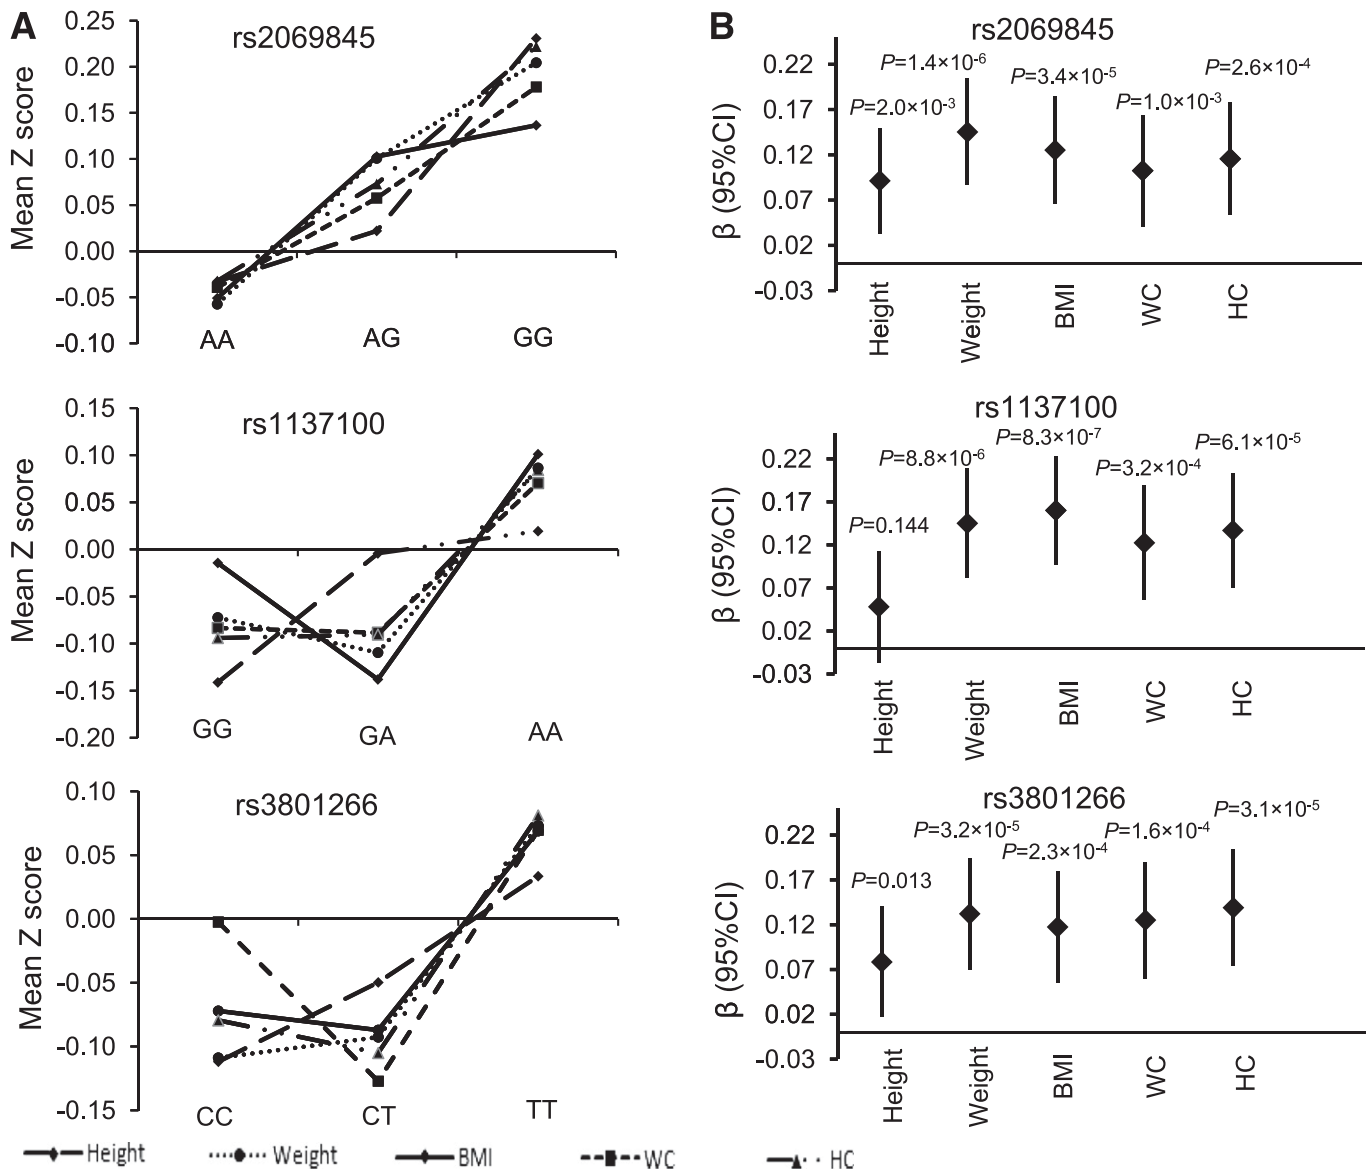 A
rs2069845
Mean Z score
0.25
0.20
0.15
0.10
0.05
0.00
-0.05
-0.10
AA AG GG
rs1137100
Mean Z score
0.15
0.10
0.05
0.00
-0.05
-0.10
-0.15
-0.20
GG GA AA
rs3801266
Mean Z score
0.10
0.05
0.00
-0.05
-0.10
-0.15
CC CT TT
Height Weight BMI WC HC
B
rs2069845
β (95%CI)
0.22
0.17
0.12
0.07
0.02
-0.03
P=2.0×10⁻³
P=1.4×10⁻⁶
P=3.4×10⁻⁵
P=1.0×10⁻³
P=2.6×10⁻⁴
Height Weight BMI WC HC
rs1137100
β (95%CI)
0.22
0.17
0.12
0.07
0.02
-0.03
P=0.144
P=8.8×10⁻⁶
P=8.3×10⁻⁷
P=3.2×10⁻⁴
P=6.1×10⁻⁵
Height Weight BMI WC HC
rs3801266
β (95%CI)
0.22
0.17
0.12
0.07
0.02
-0.03
P=0.013
P=3.2×10⁻⁵
P=2.3×10⁻⁴
P=1.6×10⁻⁴
P=3.1×10⁻⁵
Height Weight BMI WC HC